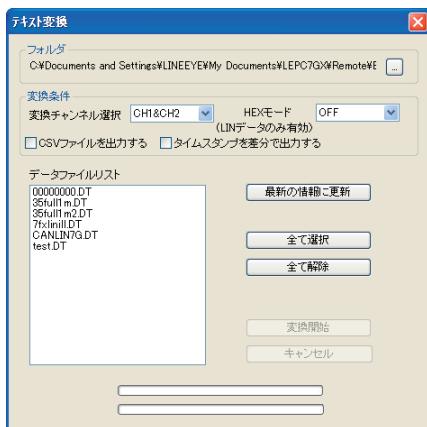 テキスト変換
フォルダ
C:¥Documents and Settings¥LINEEYE¥My Documents¥LEPC7GX¥Remote¥E ...
変換条件
変換チャンネル選択 CH1&CH2 HEXモード OFF
(LINデータのみ有効)
CSVファイルを出力する タイムスタンプを差分で出力する
データファイルリスト
最新の情報に更新
00000000.DT
35full1m.DT
35full1m2.DT
7fxlinill.DT
CANLIN7G.DT
test.DT
全て選択
全て解除
変換開始
キャンセル